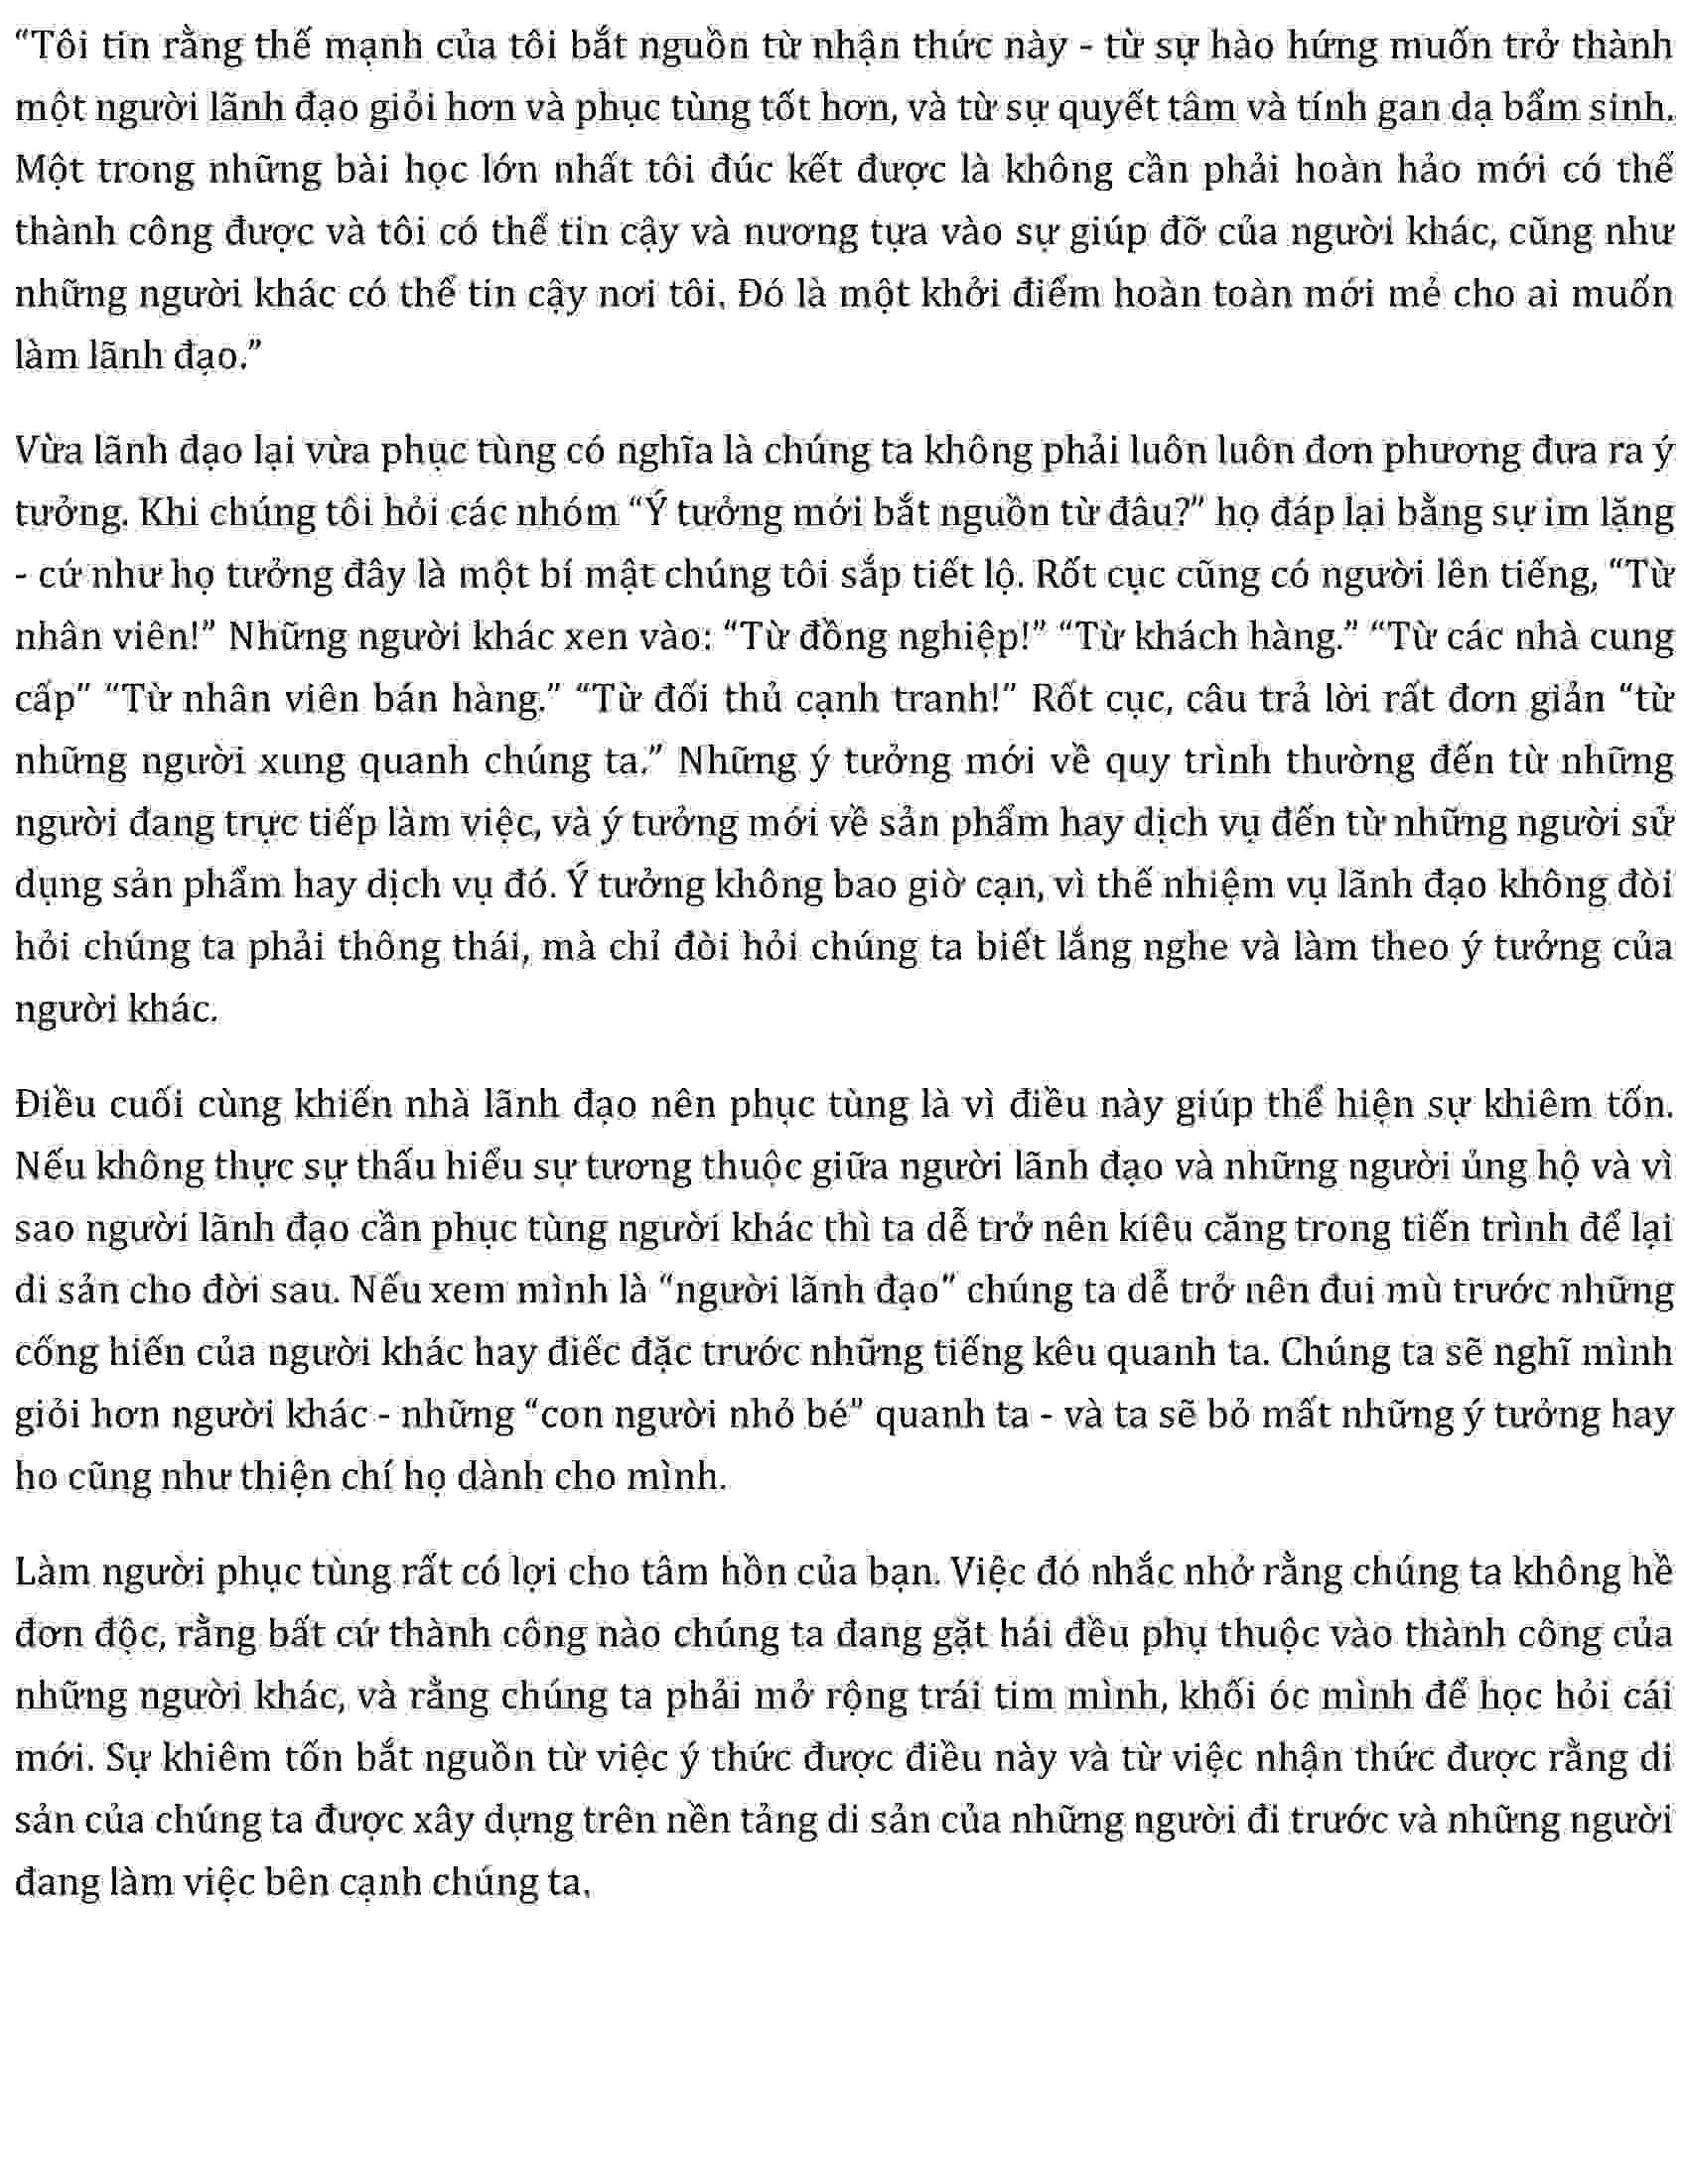 “Tôi tin rằng thế mạnh của tôi bắt nguồn từ nhận thức này - từ sự hào hứng muốn trở thành
một người lãnh đạo giỏi hơn và phục tùng tốt hơn, và từ sự quyết tâm và tính gan dạ bẩm sinh.
Một trong những bài học lớn nhất tôi đúc kết được là không cần phải hoàn hảo mới có thể
thành công được và tôi có thể tin cậy và nương tựa vào sự giúp đỡ của người khác, cũng như
những người khác có thể tin cậy nơi tôi. Đó là một khởi điểm hoàn toàn mới mẻ cho ai muốn
làm lãnh đạo.”
Vừa lãnh đạo lại vừa phục tùng có nghĩa là chúng ta không phải luôn luôn đơn phương đưa ra ý
tưởng. Khi chúng tôi hỏi các nhóm “Ý tưởng mới bắt nguồn từ đâu?” họ đáp lại bằng sự im lặng
- cứ như họ tưởng đây là một bí mật chúng tôi sắp tiết lộ. Rốt cục cũng có người lên tiếng, “Từ
nhân viên!” Những người khác xen vào: “Từ đồng nghiệp!” “Từ khách hàng.” “Từ các nhà cung
cấp” “Từ nhân viên bán hàng.” “Từ đối thủ cạnh tranh!” Rốt cục, câu trả lời rất đơn giản “từ
những người xung quanh chúng ta.” Những ý tưởng mới về quy trình thường đến từ những
người đang trực tiếp làm việc, và ý tưởng mới về sản phẩm hay dịch vụ đến từ những người sử
dụng sản phẩm hay dịch vụ đó. Ý tưởng không bao giờ cạn, vì thế nhiệm vụ lãnh đạo không đòi
hỏi chúng ta phải thông thái, mà chỉ đòi hỏi chúng ta biết lắng nghe và làm theo ý tưởng của
người khác.
Điều cuối cùng khiến nhà lãnh đạo nên phục tùng là vì điều này giúp thể hiện sự khiêm tốn.
Nếu không thực sự thấu hiểu sự tương thuộc giữa người lãnh đạo và những người ủng hộ và vì
sao người lãnh đạo cần phục tùng người khác thì ta dễ trở nên kiêu căng trong tiến trình để lại
di sản cho đời sau. Nếu xem mình là “người lãnh đạo” chúng ta dễ trở nên đui mù trước những
cống hiến của người khác hay điếc đặc trước những tiếng kêu quanh ta. Chúng ta sẽ nghĩ mình
giỏi hơn người khác - những “con người nhỏ bé” quanh ta - và ta sẽ bỏ mất những ý tưởng hay
ho cũng như thiện chí họ dành cho mình.
Làm người phục tùng rất có lợi cho tâm hồn của bạn. Việc đó nhắc nhở rằng chúng ta không hề
đơn độc, rằng bất cứ thành công nào chúng ta đang gặt hái đều phụ thuộc vào thành công của
những người khác, và rằng chúng ta phải mở rộng trái tim mình, khối óc mình để học hỏi cái
mới. Sự khiêm tốn bắt nguồn từ việc ý thức được điều này và từ việc nhận thức được rằng di
sản của chúng ta được xây dựng trên nền tảng di sản của những người đi trước và những người
đang làm việc bên cạnh chúng ta.